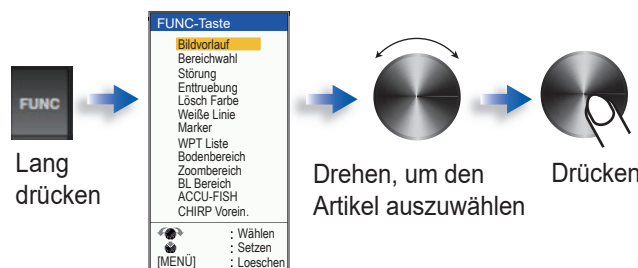 FUNC
Lang
drücken
FUNC-Taste
Bildvorlauf
Bereichwahl
Störung
Enttruebung
Lösch Farbe
Weiße Linie
Marker
WPT Liste
Bodenbereich
Zoombereich
BL Bereich
ACCU-FISH
CHIRP Vorein.
: Wählen
: Setzen
[MENÜ] : Loeschen
Drehen, um den
Artikel auszuwählen
Drücken